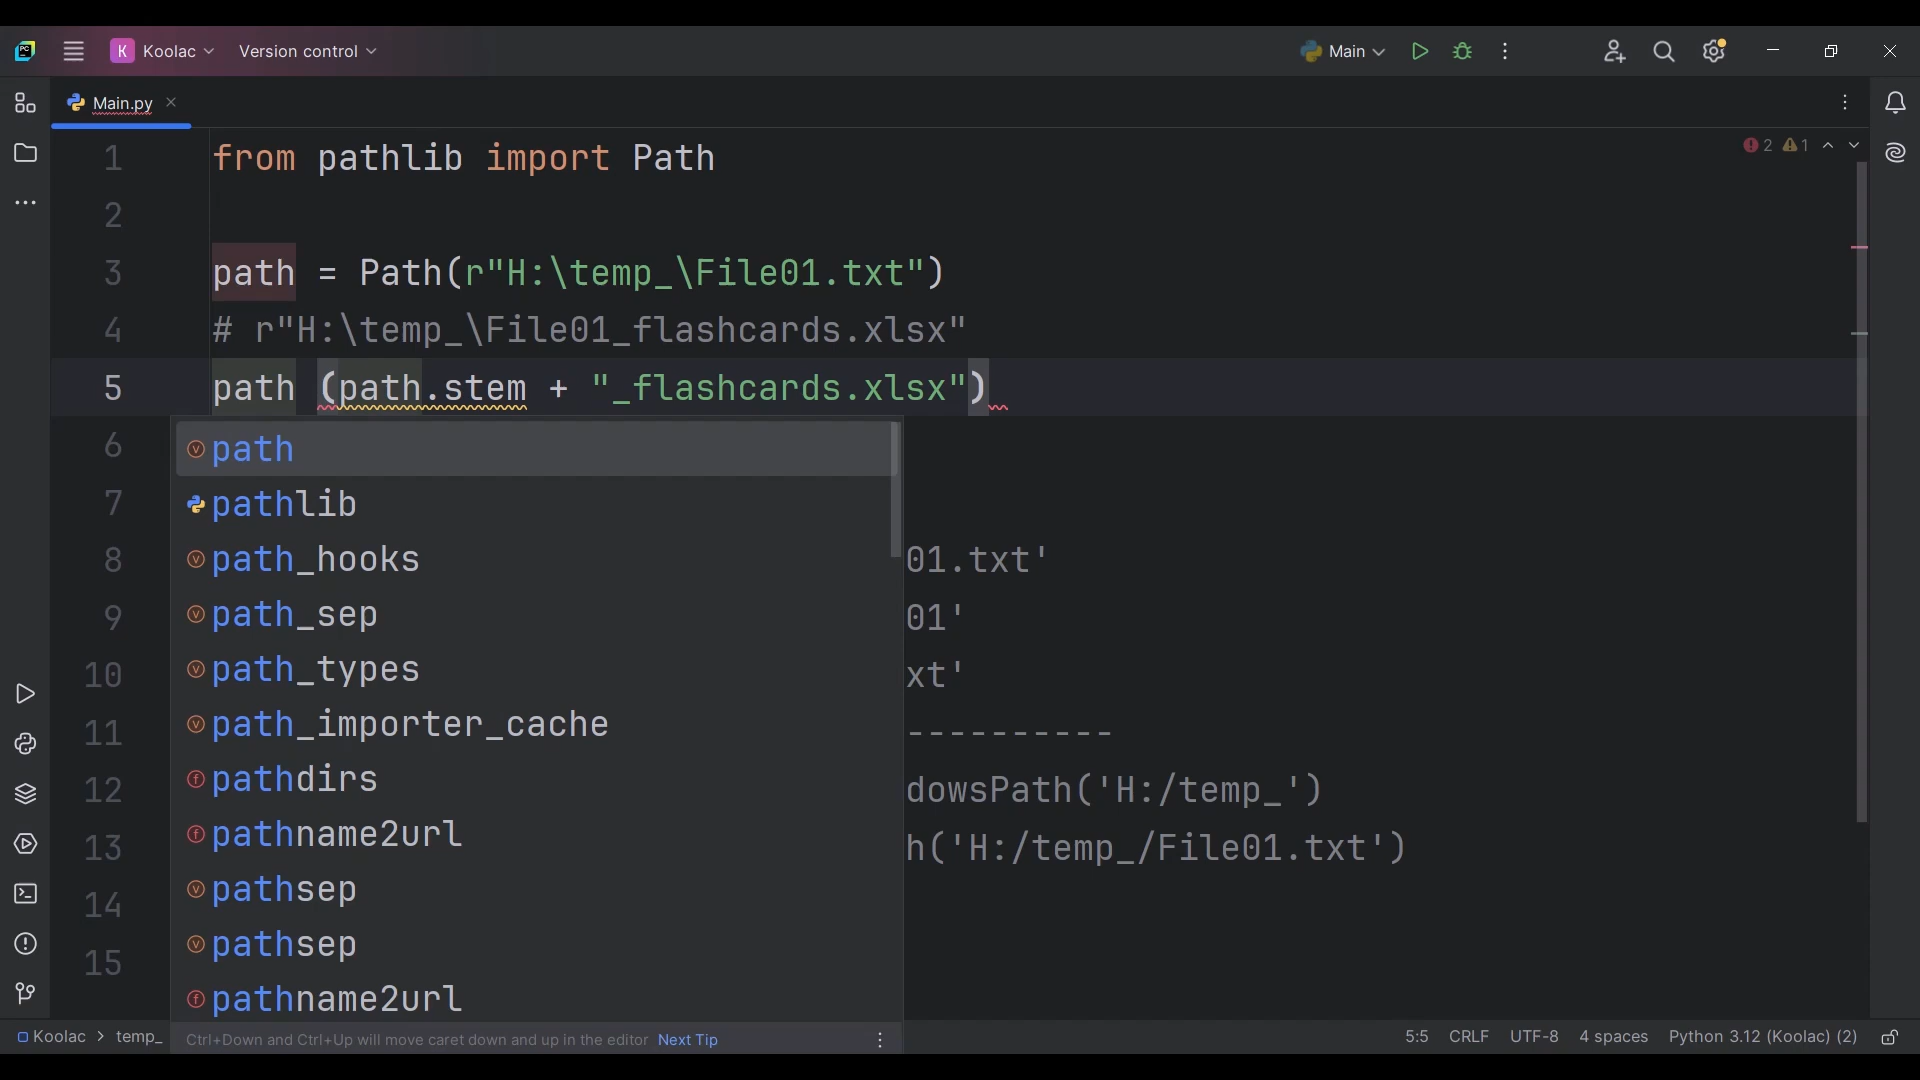 K Koolac Version control Main
Main.py
2 1
1 from pathlib import Path
2
3 path = Path(r"H:\temp_\File01.txt")
4 # r"H:\temp_\File01_flashcards.xlsx"
5 path (path.stem + "_flashcards.xlsx")
6 path
7 pathlib
path_hooks
8 01.txt'
path_sep
9 01'
10 path_types xt'
11 path_importer_cache ----------
12 pathdirs dowsPath('H:/temp_')
13 pathname2url h('H:/temp_/File01.txt')
14 pathsep
15 pathsep
pathname2url
Koolac > temp_ Ctrl+Down and Ctrl+Up will move caret down and up in the editor Next Tip 5:5 CRLF UTF-8 4 spaces Python 3.12 (Koolac) (2)